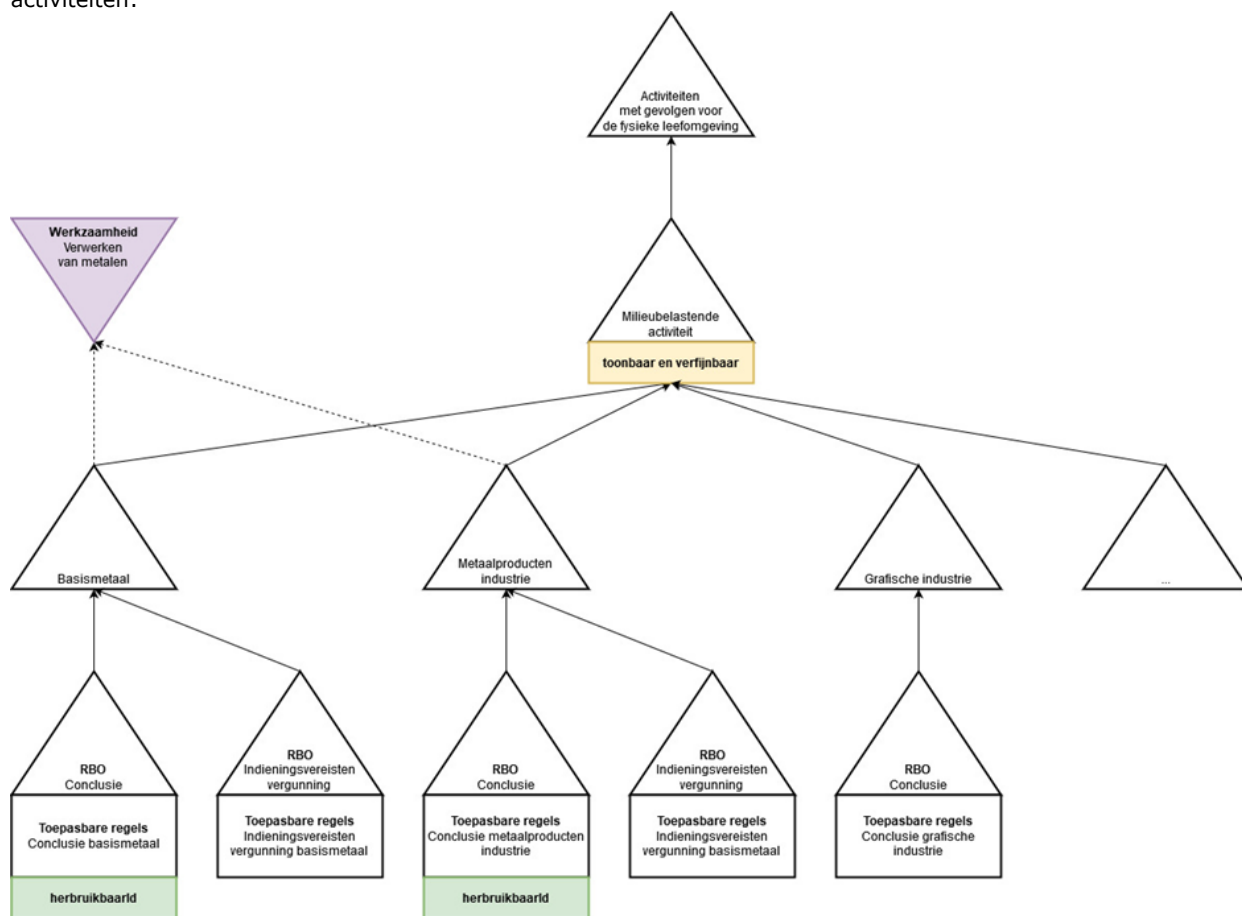 activiteiten.
Activiteiten
met gevolgen voor
de fysieke leefomgeving
Werkzaamheid
Verwerken
van metalen
Milieubelastende
activiteit
toonbaar en verfijnbaar
Basismetaal
Metaalproducten
industrie
Grafische industrie
...
RBO
Conclusie
RBO
Indieningsvereisten
vergunning
RBO
Conclusie
RBO
Indieningsvereisten
vergunning
RBO
Conclusie
Toepasbare regels
Conclusie basismetaal
Toepasbare regels
Indieningsvereisten
vergunning basismetaal
Toepasbare regels
Conclusie metaalproducten
industrie
Toepasbare regels
Indieningsvereisten
vergunning basismetaal
Toepasbare regels
Conclusie grafische
industrie
herbruikbaarId
herbruikbaarId